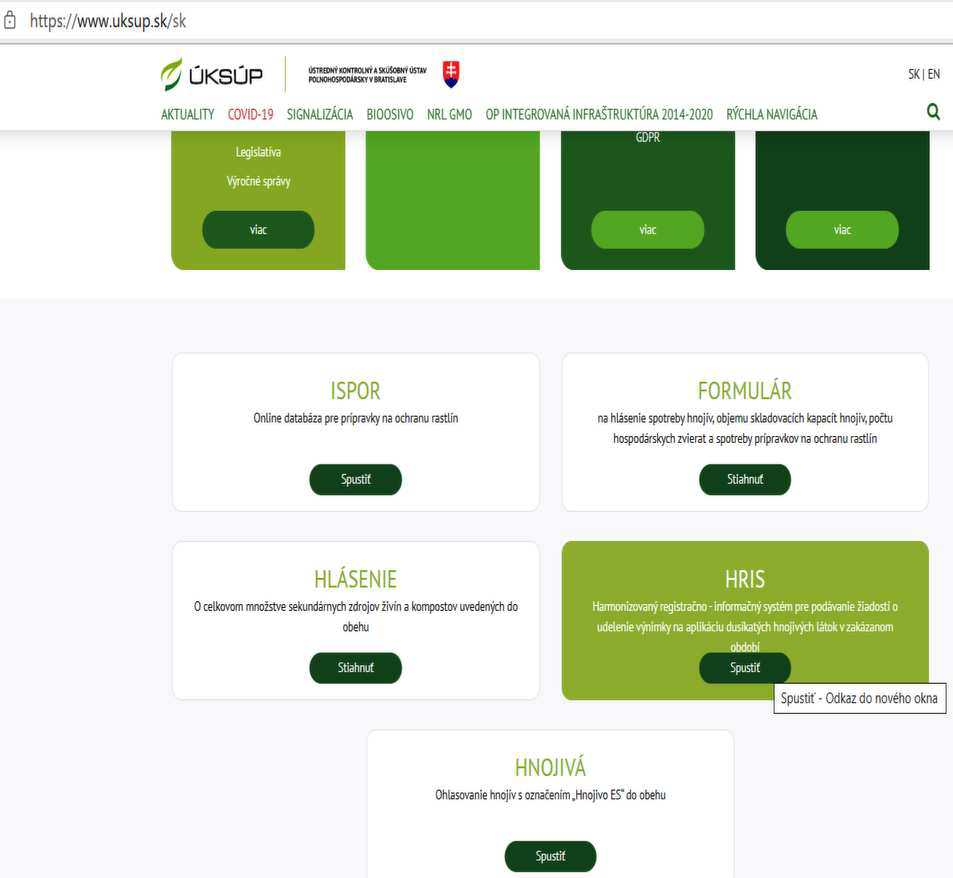 https://www.uksup.sk/sk
ÚKSÚP
ÚSTREDNÝ KONTROLNÝ A SKÚŠOBNÝ ÚSTAV
POĽNOHOSPODÁRSKY V BRATISLAVE
SK | EN
AKTUALITY COVID-19 SIGNALIZÁCIA BIOOSIVO NRL GMO OP INTEGROVANÁ INFRAŠTRUKTÚRA 2014-2020 RÝCHLA NAVIGÁCIA
GDPR
Legislatíva
Výročné správy
viac
viac
viac
ISPOR
Online databáza pre prípravky na ochranu rastlín
Spustiť
FORMULÁR
na hlásenie spotreby hnojív, objemu skladovacích kapacít hnojív, počtu
hospodárskych zvierat a spotreby prípravkov na ochranu rastlín
Stiahnuť
HLÁSENIE
O celkovom množstve sekundárnych zdrojov živín a kompostov uvedených do
obehu
Stiahnuť
HRIS
Harmonizovaný registračno - informačný systém pre podávanie žiadostí o
udelenie výnimky na aplikáciu dusíkatých hnojivých látok v zakázanom
období
Spustiť
Spustiť - Odkaz do nového okna
HNOJIVÁ
Ohlasovanie hnojív s označením „Hnojivo ES“ do obehu
Spustiť